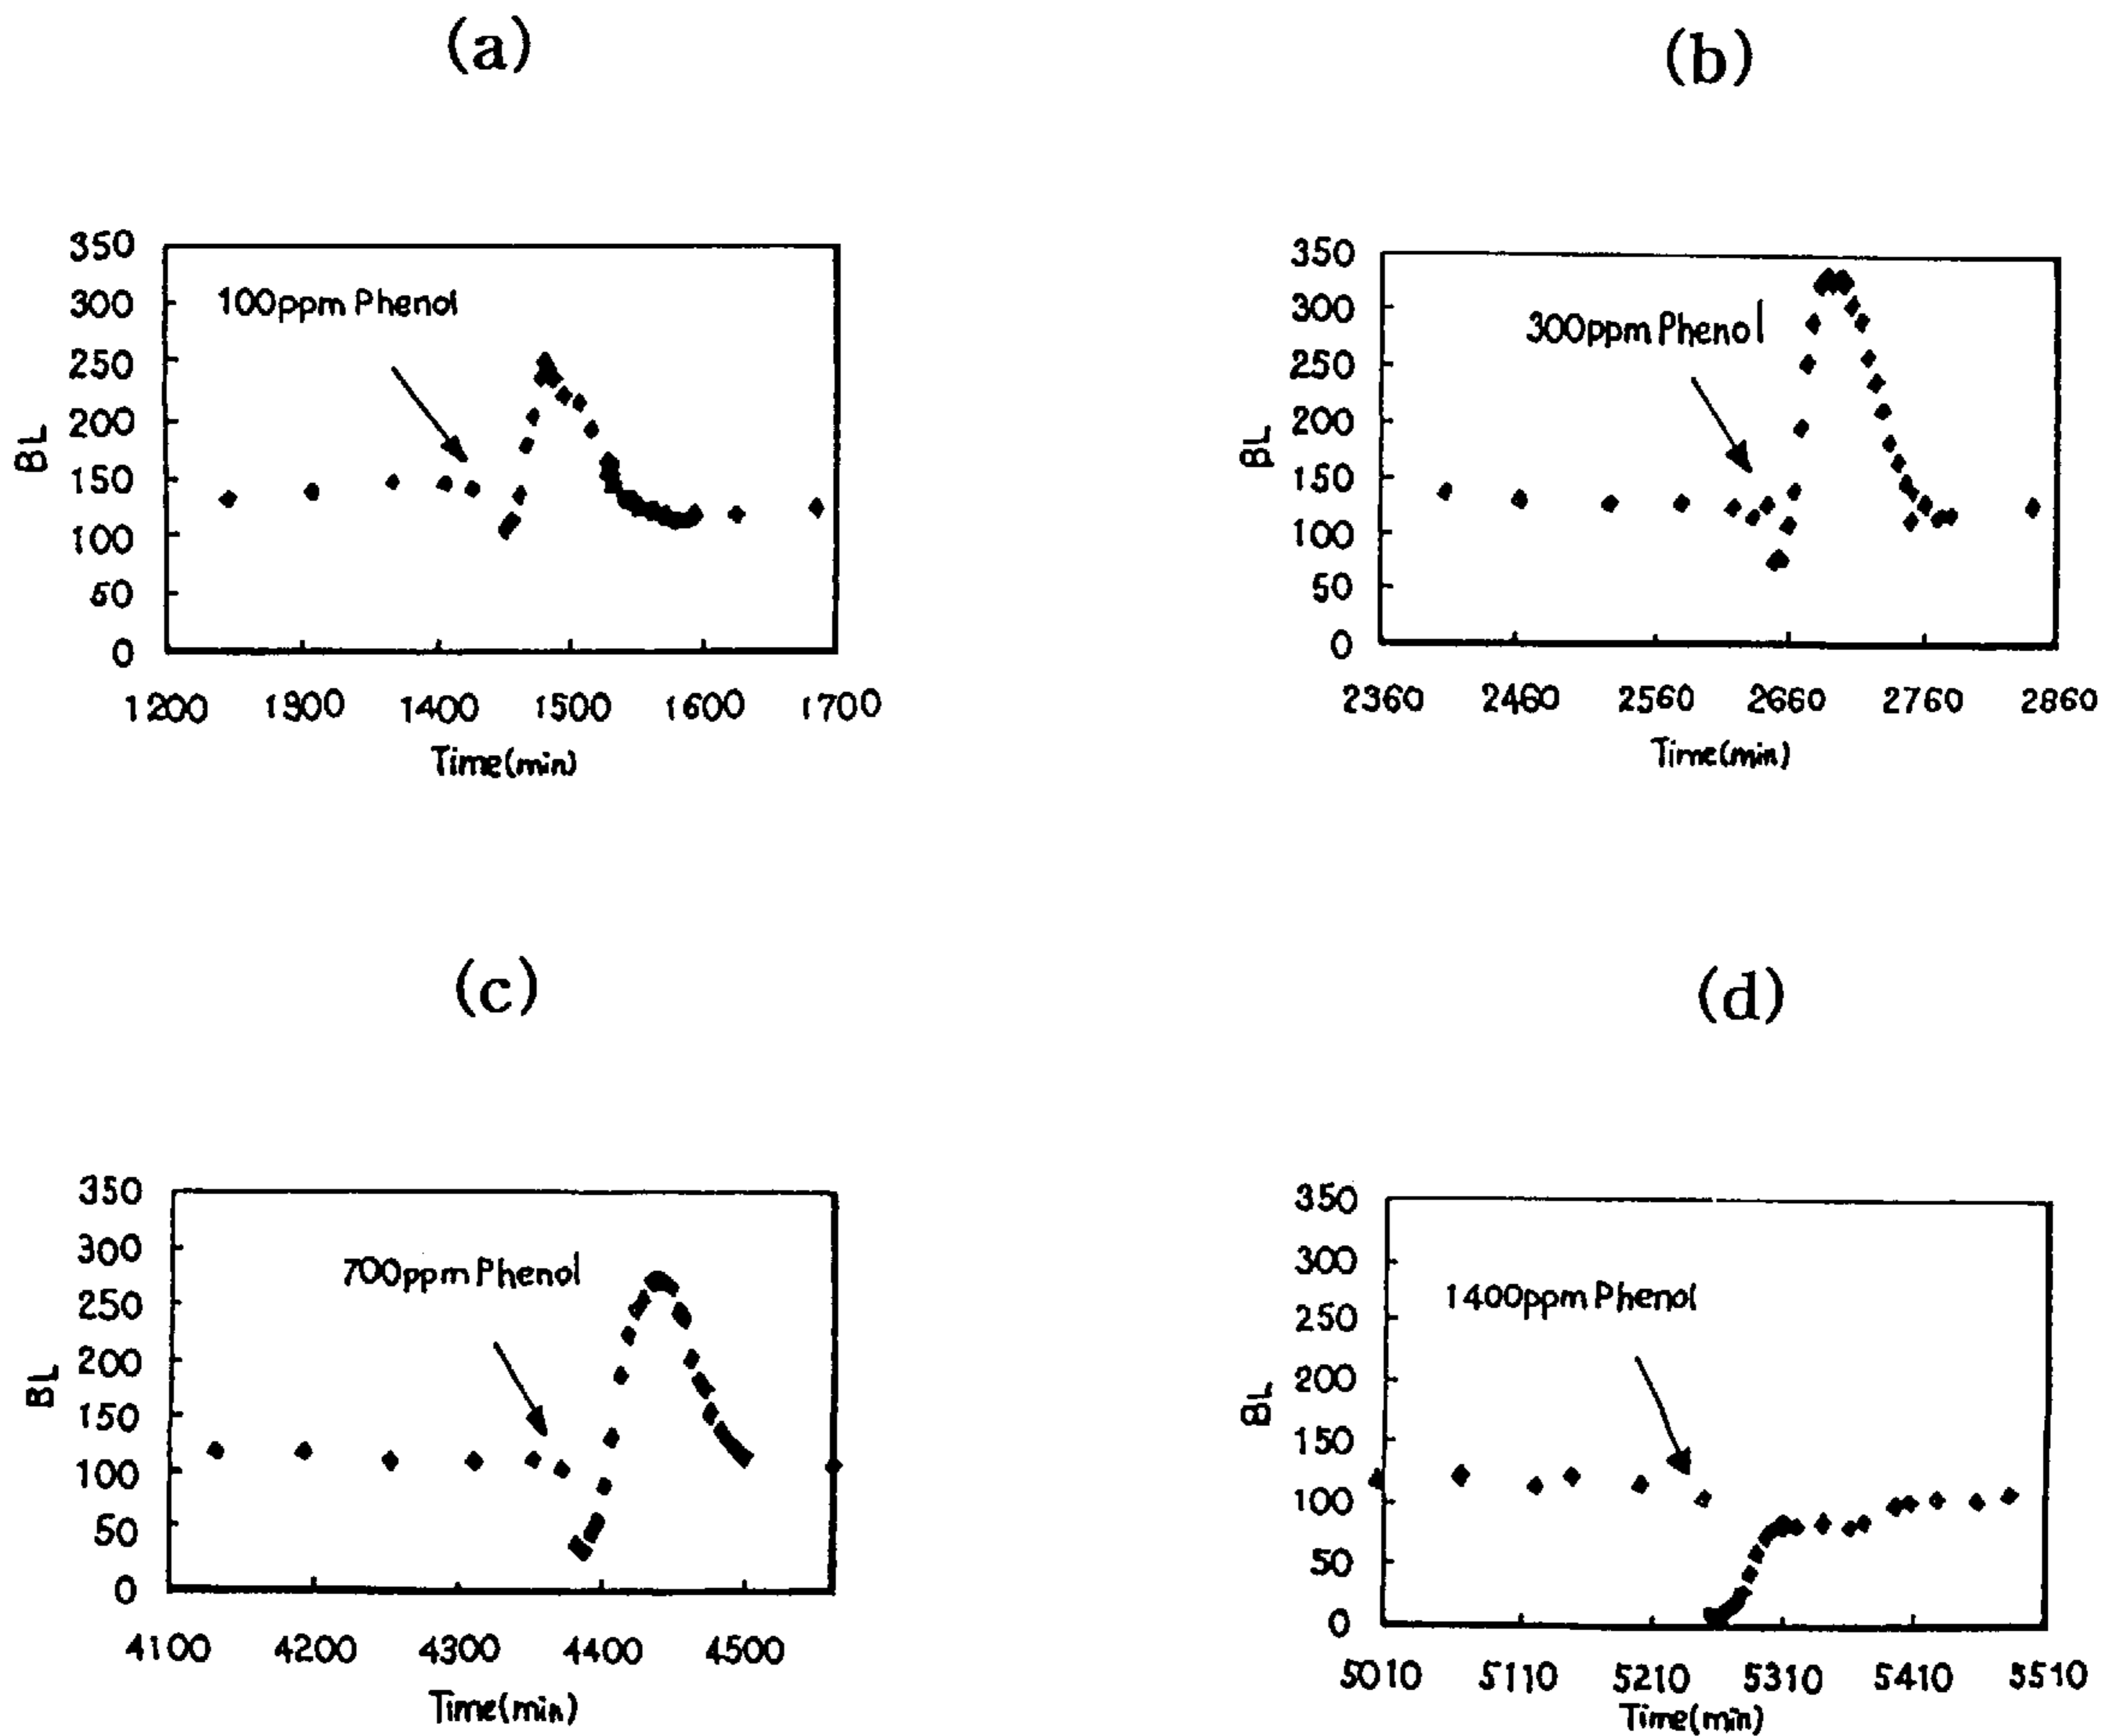 (a)
350
300
250
200
150
100
50
0
BL
100ppm Phenol
1200 1300 1400 1500 1600 1700
Time(min)
(b)
350
300
250
200
150
100
50
0
BL
300ppm Phenol
2360 2460 2560 2660 2760 2860
Time(min)
(c)
350
300
250
200
150
100
50
0
BL
700ppm Phenol
4100 4200 4300 4400 4500
Time(min)
(d)
350
300
250
200
150
100
50
0
BL
1400ppm Phenol
5010 5110 5210 5310 5410 5510
Time(min)